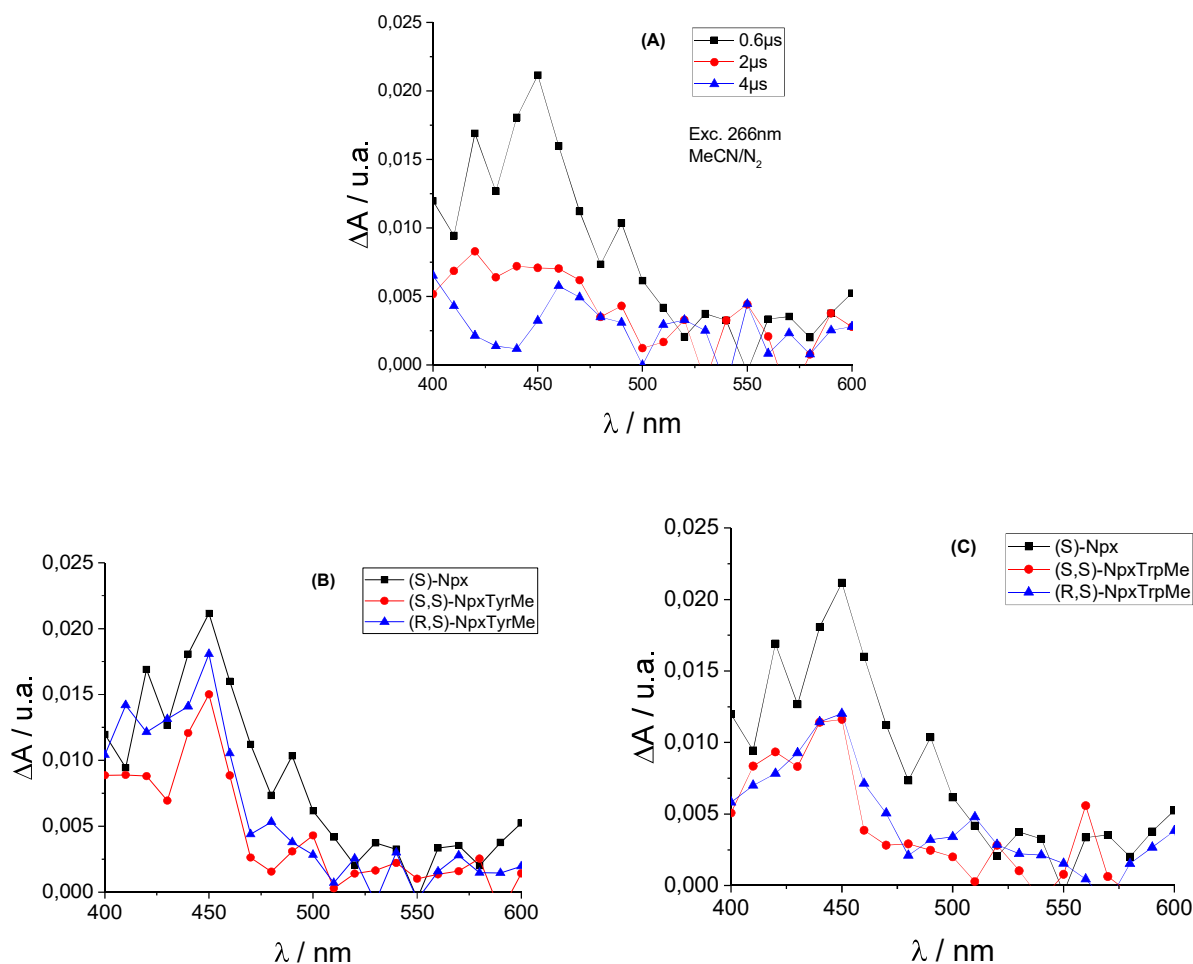 (A)
0.6µs
2µs
4µs
Exc. 266nm
MeCN/N2
0,025
0,020
0,015
0,010
0,005
0,000
ΔA / u.a.
400 450 500 550 600
λ / nm
(B)
(S)-Npx
(S,S)-NpxTyrMe
(R,S)-NpxTyrMe
0,025
0,020
0,015
0,010
0,005
0,000
ΔA / u.a.
400 450 500 550 600
λ / nm
(C)
(S)-Npx
(S,S)-NpxTrpMe
(R,S)-NpxTrpMe
0,025
0,020
0,015
0,010
0,005
0,000
ΔA / u.a.
400 450 500 550 600
λ / nm